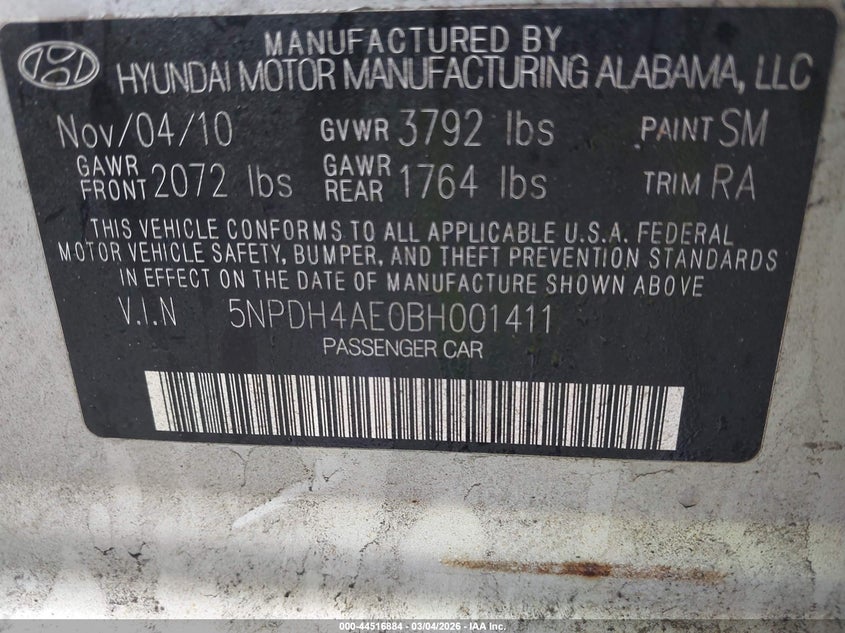 MANUFACTURED BY
HYUNDAI MOTOR MANUFACTURING ALABAMA, LLC
Nov/04/10 GVWR 3792 lbs PAINT SM
GAWR FRONT 2072 lbs GAWR REAR 1764 lbs TRIM RA
THIS VEHICLE CONFORMS TO ALL APPLICABLE U.S.A. FEDERAL
MOTOR VEHICLE SAFETY, BUMPER, AND THEFT PREVENTION STANDARDS
IN EFFECT ON THE DATE OF MANUFACTURE SHOWN ABOVE
V.I.N 5NPDH4AE0BH001411
PASSENGER CAR
000-44516884 - 03/04/2026 - IAA Inc.